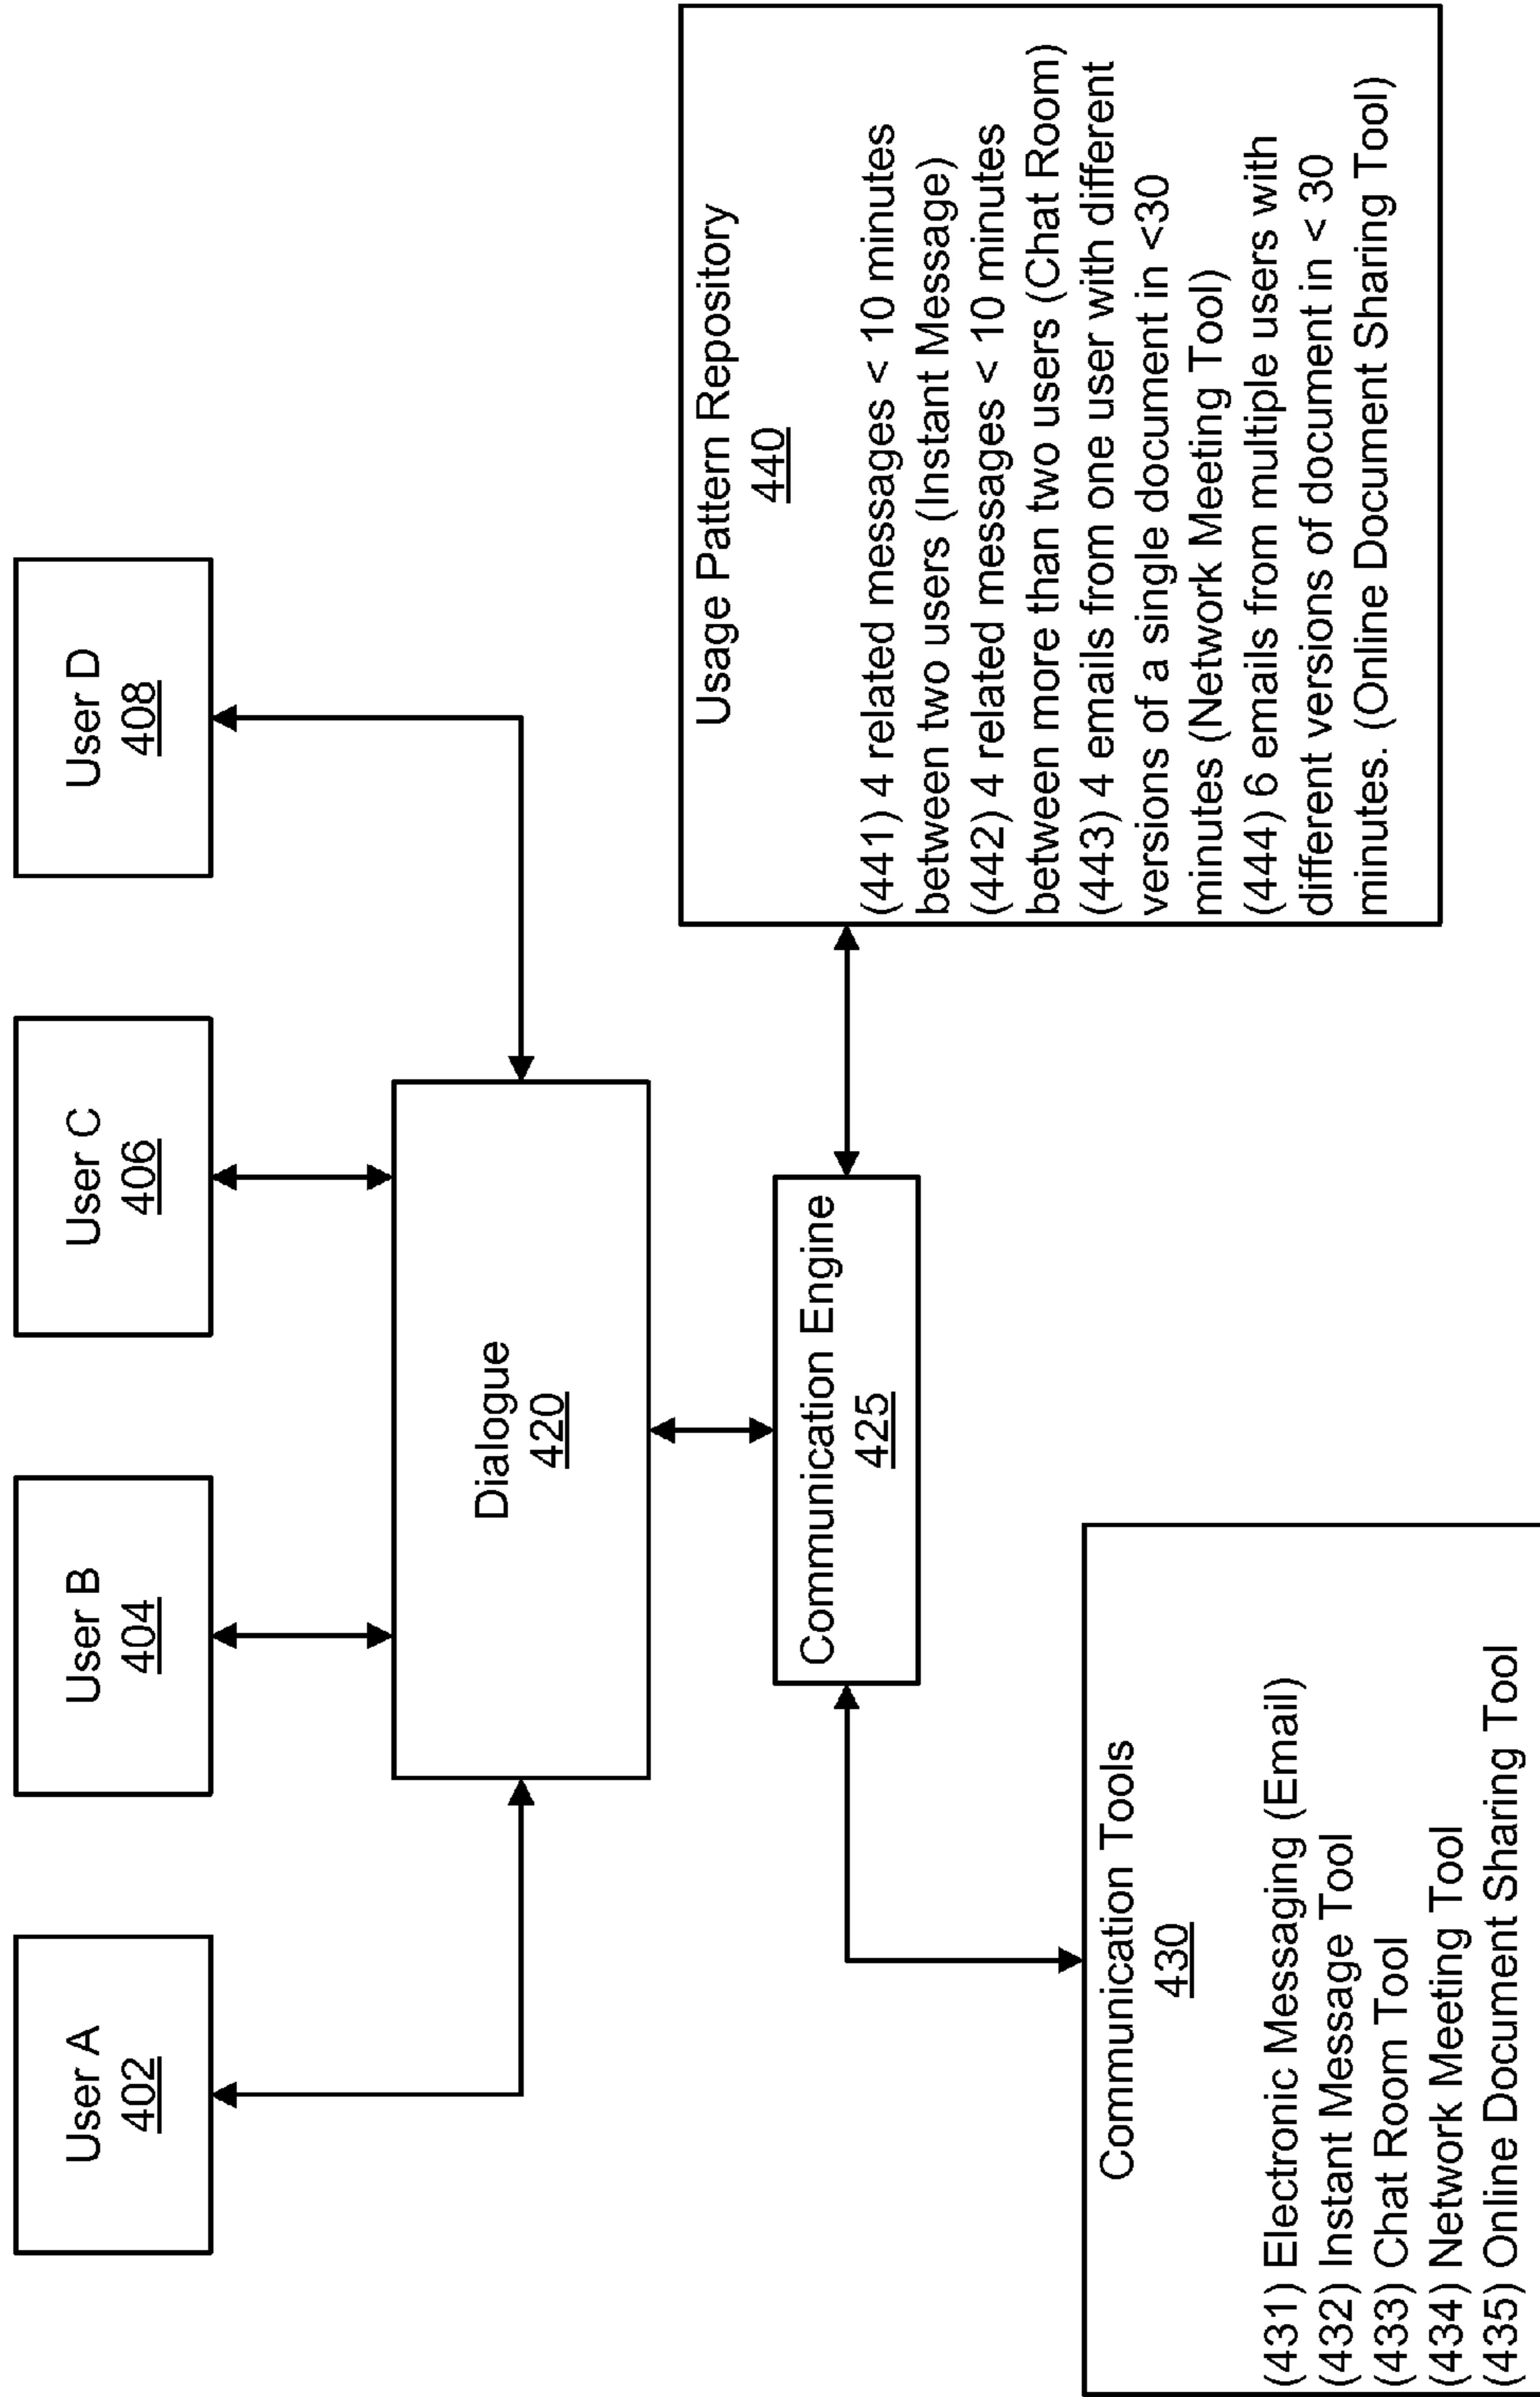 User A
402
User B
404
User C
406
User D
408
Dialogue
420
Communication Engine
425
Communication Tools
430
(431) Electronic Messaging (Email)
(432) Instant Message Tool
(433) Chat Room Tool
(434) Network Meeting Tool
(435) Online Document Sharing Tool
Usage Pattern Repository
440
(441) 4 related messages < 10 minutes
between two users (Instant Message)
(442) 4 related messages < 10 minutes
between more than two users (Chat Room)
(443) 4 emails from one user with different
versions of a single document in <30
minutes (Network Meeting Tool)
(444) 6 emails from multiple users with
different versions of document in < 30
minutes. (Online Document Sharing Tool)